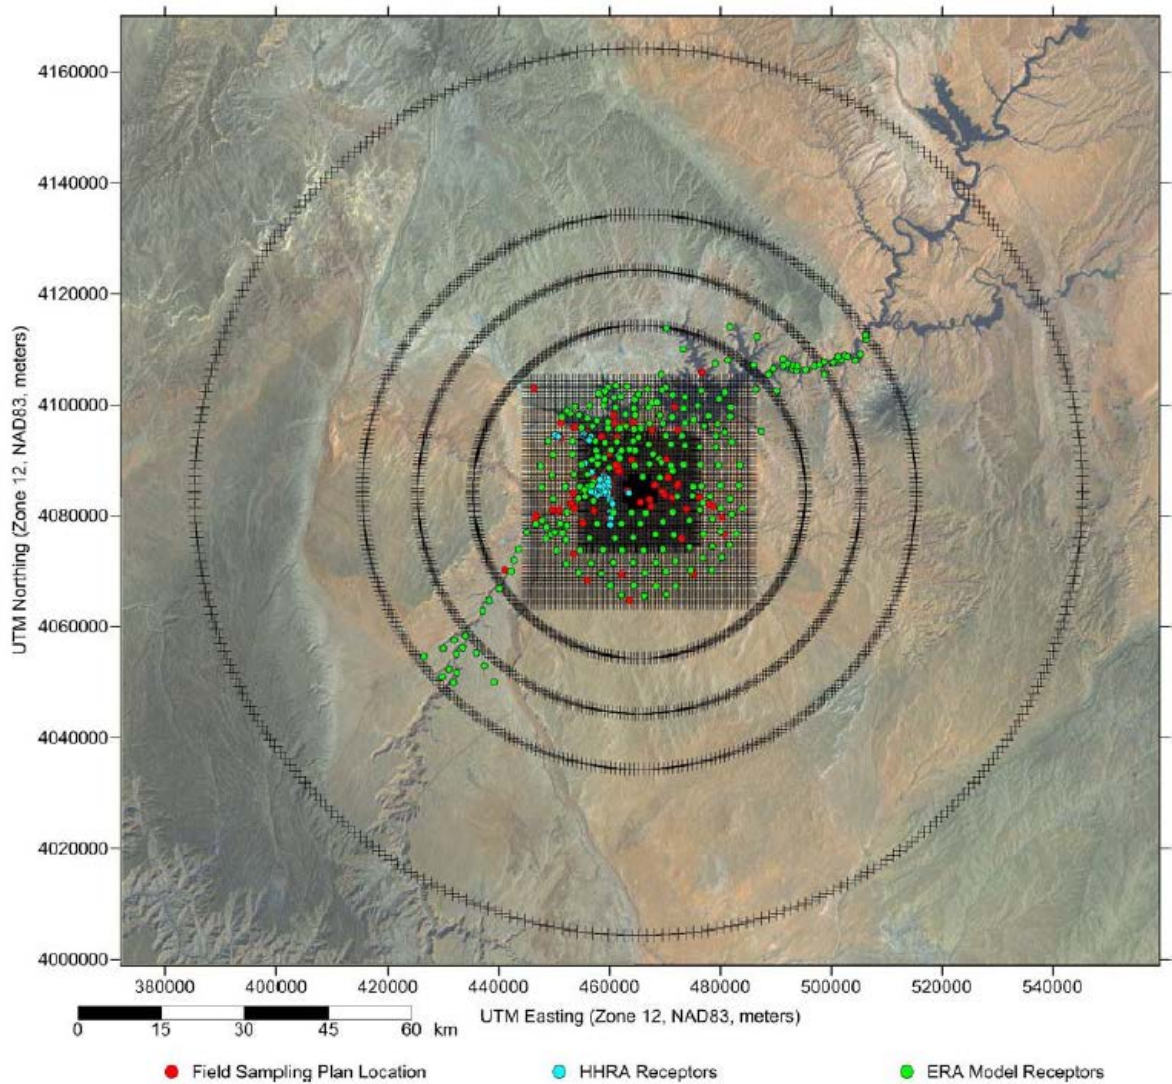 4160000
4140000
4120000
4100000
4080000
4060000
4040000
4020000
4000000
UTM Northing (Zone 12, NAD83, meters)
380000 400000 420000 440000 460000 480000 500000 520000 540000
0 15 30 45 60 km
UTM Easting (Zone 12, NAD83, meters)
Field Sampling Plan Location HHRA Receptors ERA Model Receptors